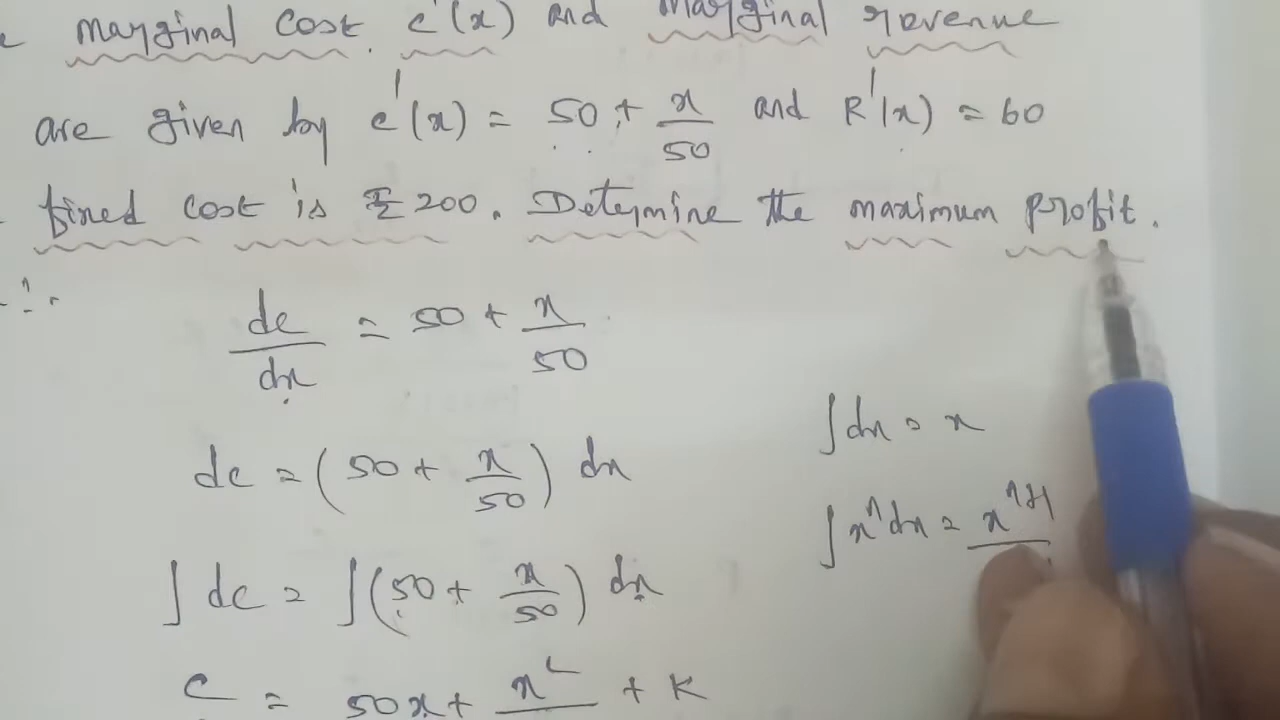 marginal cost c'(x) and marginal revenue
are given by c'(x) = 50 + x/50 and R'(x) = 60
fixed cost is ₹ 200. Determine the maximum profit.
dc/dx = 50 + x/50
dc = (50 + x/50) dx
∫dx = x
∫x^n dx = x^(n+1)
∫dc = ∫(50 + x/50) dx
c = 50x + x² + K